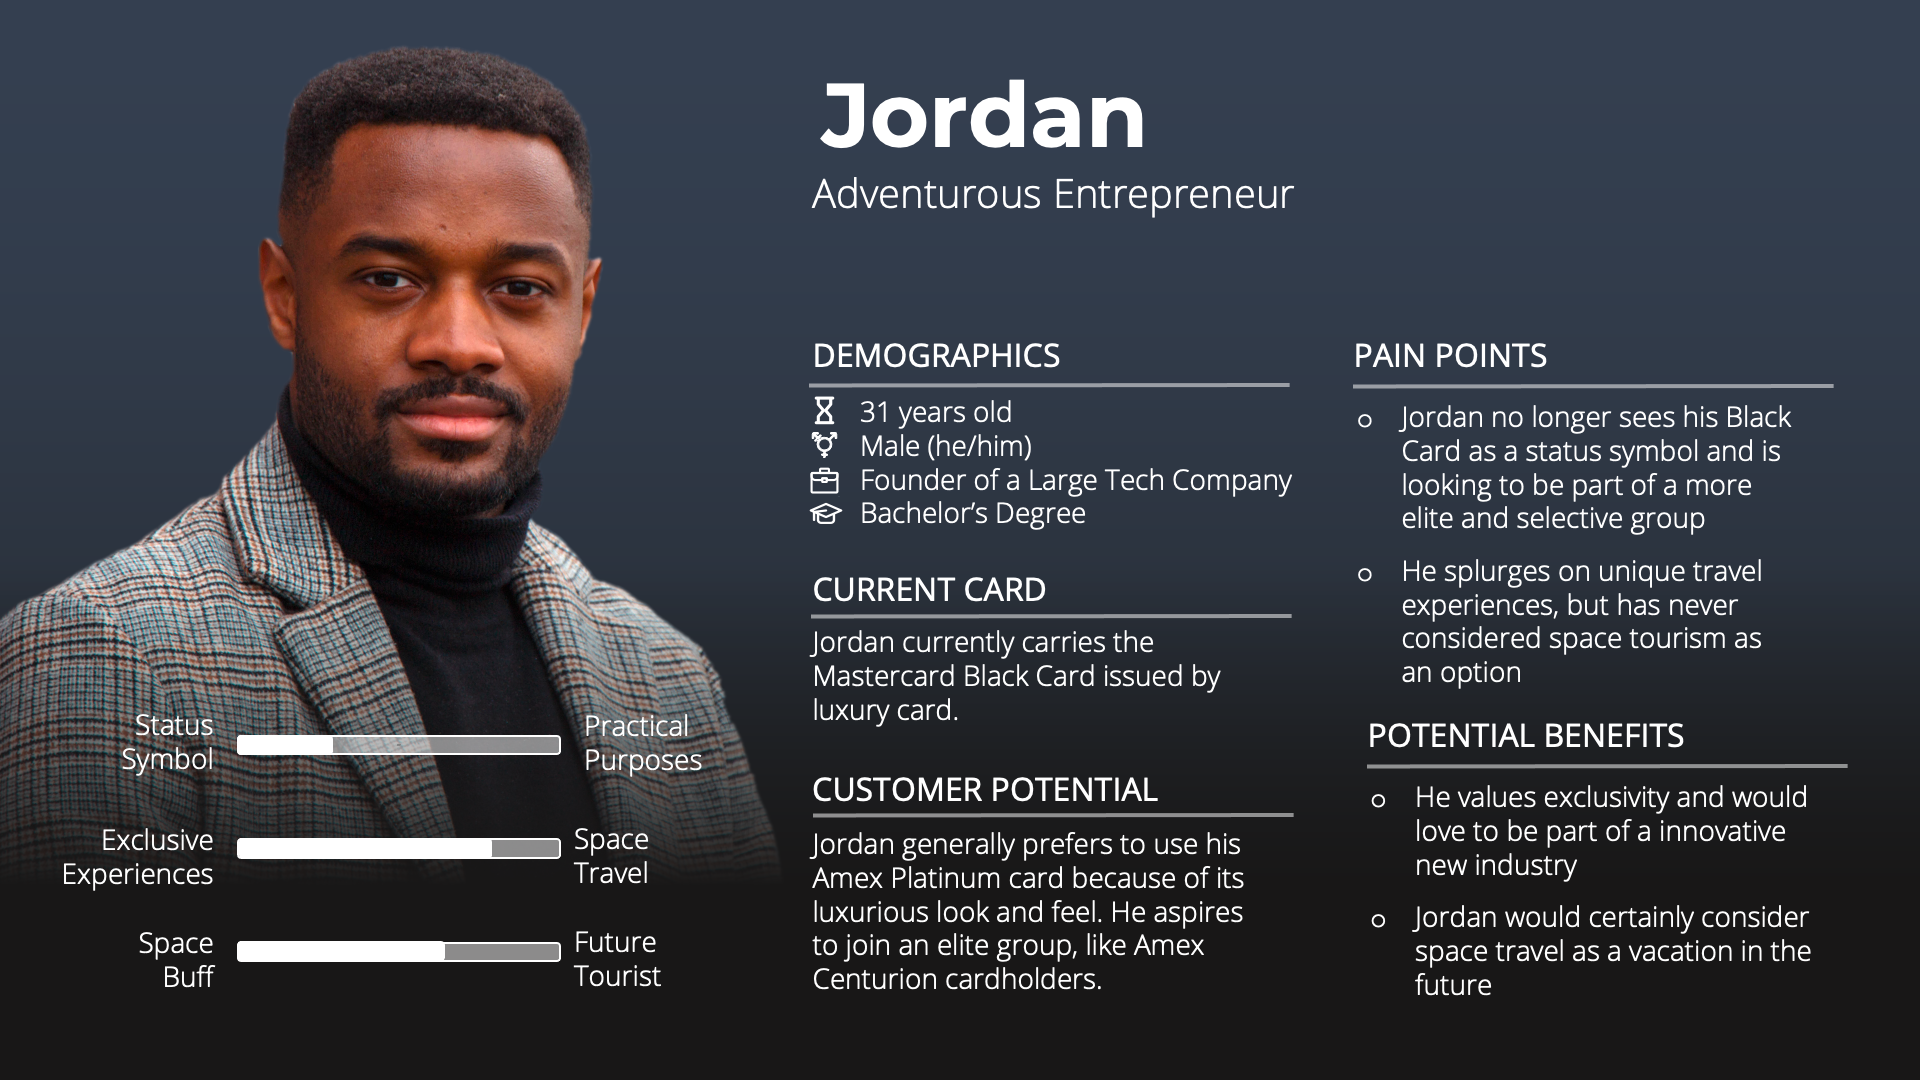 Jordan
Adventurous Entrepreneur
DEMOGRAPHICS
31 years old
Male (he/him)
Founder of a Large Tech Company
Bachelor’s Degree
CURRENT CARD
Jordan currently carries the
Mastercard Black Card issued by
luxury card.
CUSTOMER POTENTIAL
Jordan generally prefers to use his
Amex Platinum card because of its
luxurious look and feel. He aspires
to join an elite group, like Amex
Centurion cardholders.
PAIN POINTS
Jordan no longer sees his Black
Card as a status symbol and is
looking to be part of a more
elite and selective group
He splurges on unique travel
experiences, but has never
considered space tourism as
an option
POTENTIAL BENEFITS
He values exclusivity and would
love to be part of a innovative
new industry
Jordan would certainly consider
space travel as a vacation in the
future
Status
Symbol
Practical
Purposes
Exclusive
Experiences
Space
Travel
Space
Buff
Future
Tourist